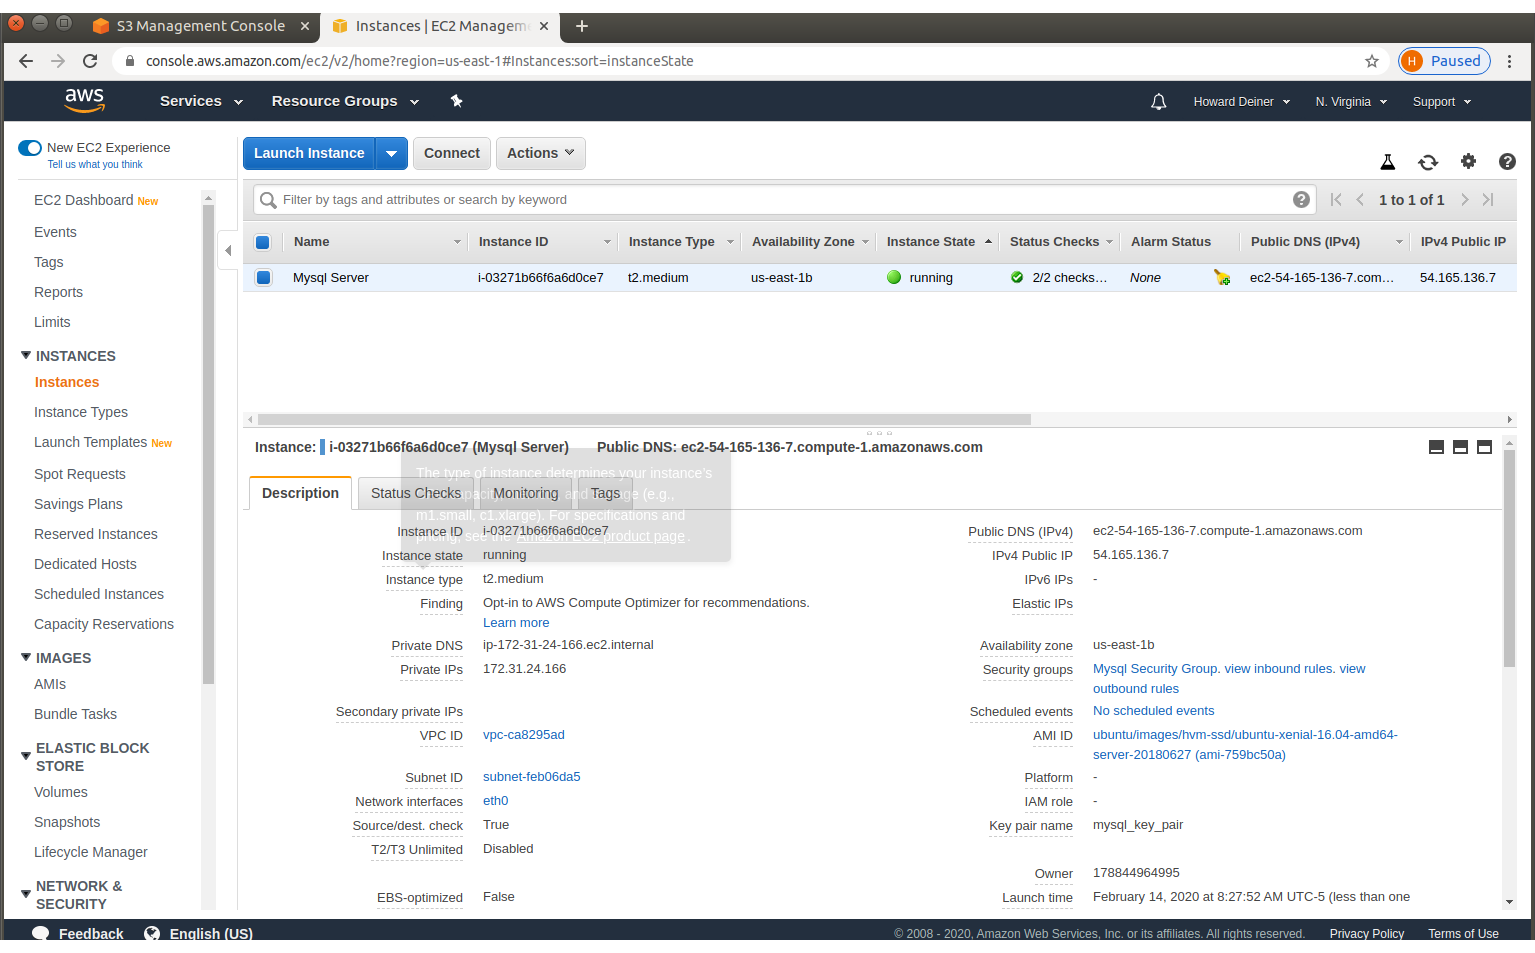 S3 Management Console
Instances | EC2 Managem
console.aws.amazon.com/ec2/v2/home?region=us-east-1#Instances:sort=instanceState
H Paused
aws Services Resource Groups Howard Deiner N. Virginia Support
New EC2 Experience
Tell us what you think
EC2 Dashboard New
Events
Tags
Reports
Limits
INSTANCES
Instances
Instance Types
Launch Templates New
Spot Requests
Savings Plans
Reserved Instances
Dedicated Hosts
Scheduled Instances
Capacity Reservations
IMAGES
AMIs
Bundle Tasks
ELASTIC BLOCK
STORE
Volumes
Snapshots
Lifecycle Manager
NETWORK &
SECURITY
Launch Instance Connect Actions
Filter by tags and attributes or search by keyword
1 to 1 of 1
Name Instance ID Instance Type Availability Zone Instance State Status Checks Alarm Status Public DNS (IPv4) IPv4 Public IP
Mysql Server i-03271b66f6a6d0ce7 t2.medium us-east-1b running 2/2 checks… None ec2-54-165-136-7.com… 54.165.136.7
Instance: i-03271b66f6a6d0ce7 (Mysql Server) Public DNS: ec2-54-165-136-7.compute-1.amazonaws.com
The type of instance determines your instance's
Description Status Checks Monitoring Tags
m1.small, c1.xlarge). For specifications and
pricing, see the Amazon EC2 product page.
Instance ID i-03271b66f6a6d0ce7
Instance state running
Instance type t2.medium
Finding Opt-in to AWS Compute Optimizer for recommendations.
Learn more
Private DNS ip-172-31-24-166.ec2.internal
Private IPs 172.31.24.166
Secondary private IPs
VPC ID vpc-ca8295ad
Subnet ID subnet-feb06da5
Network interfaces eth0
Source/dest. check True
T2/T3 Unlimited Disabled
EBS-optimized False
Public DNS (IPv4) ec2-54-165-136-7.compute-1.amazonaws.com
IPv4 Public IP 54.165.136.7
IPv6 IPs -
Elastic IPs
Availability zone us-east-1b
Security groups Mysql Security Group. view inbound rules. view
outbound rules
Scheduled events No scheduled events
AMI ID ubuntu/images/hvm-ssd/ubuntu-xenial-16.04-amd64-
server-20180627 (ami-759bc50a)
Platform -
IAM role -
Key pair name mysql_key_pair
Owner 178844964995
Launch time February 14, 2020 at 8:27:52 AM UTC-5 (less than one
Feedback English (US)
© 2008 - 2020, Amazon Web Services, Inc. or its affiliates. All rights reserved. Privacy Policy Terms of Use